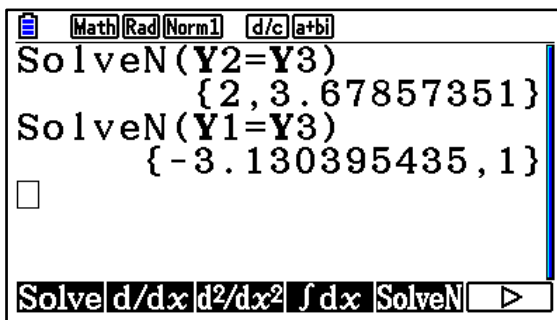 Math Rad Norm1 d/c a+bi
SolveN(Y2=Y3)
{2,3.67857351}
SolveN(Y1=Y3)
{-3.130395435,1}
Solve d/dx d²/dx² ∫dx SolveN ▷